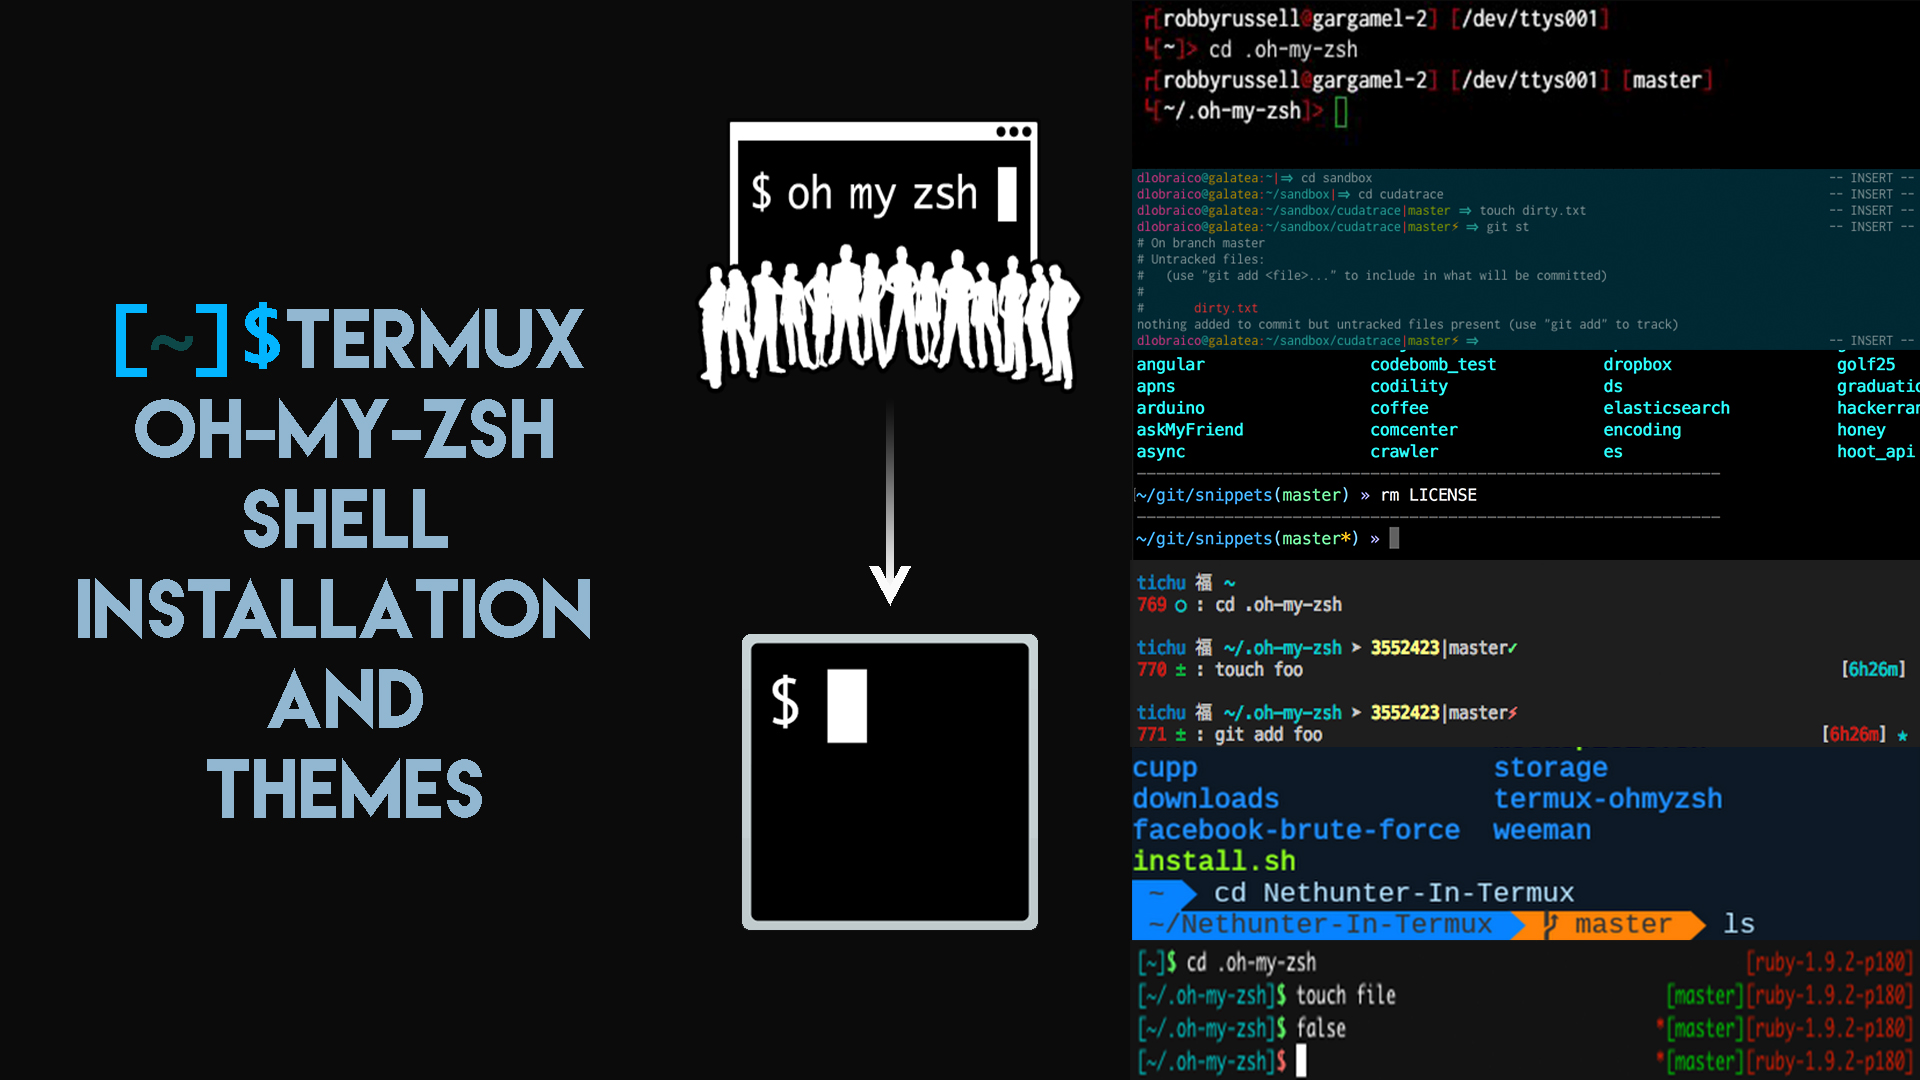 [~]$TERMUX
OH-MY-ZSH
SHELL
INSTALLATION
AND
THEMES
$ oh my zsh
$
┌[robbyrussell@gargamel-2] [/dev/ttys001]
└[~]> cd .oh-my-zsh
┌[robbyrussell@gargamel-2] [/dev/ttys001] [master]
└[~/.oh-my-zsh]>
dlobraico@galatea:~|⇒ cd sandbox -- INSERT --
dlobraico@galatea:~/sandbox|⇒ cd cudatrace -- INSERT --
dlobraico@galatea:~/sandbox/cudatrace|master ⇒ touch dirty.txt -- INSERT --
dlobraico@galatea:~/sandbox/cudatrace|master⚡ ⇒ git st -- INSERT --
# On branch master
# Untracked files:
#   (use "git add <file>..." to include in what will be committed)
#
#       dirty.txt
nothing added to commit but untracked files present (use "git add" to track)
dlobraico@galatea:~/sandbox/cudatrace|master⚡ ⇒ -- INSERT --
angular codebomb_test dropbox golf25
apns codility ds graduatio
arduino coffee elasticsearch hackerran
askMyFriend comcenter encoding honey
async crawler es hoot_api
~/git/snippets(master) » rm LICENSE
~/git/snippets(master*) »
tichu 福 ~
769 ○ : cd .oh-my-zsh
tichu 福 ~/.oh-my-zsh ➤ 3552423|master✓
770 ± : touch foo [6h26m]
tichu 福 ~/.oh-my-zsh ➤ 3552423|master⚡
771 ± : git add foo [6h26m] ★
cupp storage
downloads termux-ohmyzsh
facebook-brute-force weeman
install.sh
~ cd Nethunter-In-Termux
~/Nethunter-In-Termux master ls
[~]$ cd .oh-my-zsh [ruby-1.9.2-p180]
[~/.oh-my-zsh]$ touch file [master][ruby-1.9.2-p180]
[~/.oh-my-zsh]$ false *[master][ruby-1.9.2-p180]
[~/.oh-my-zsh]$ *[master][ruby-1.9.2-p180]